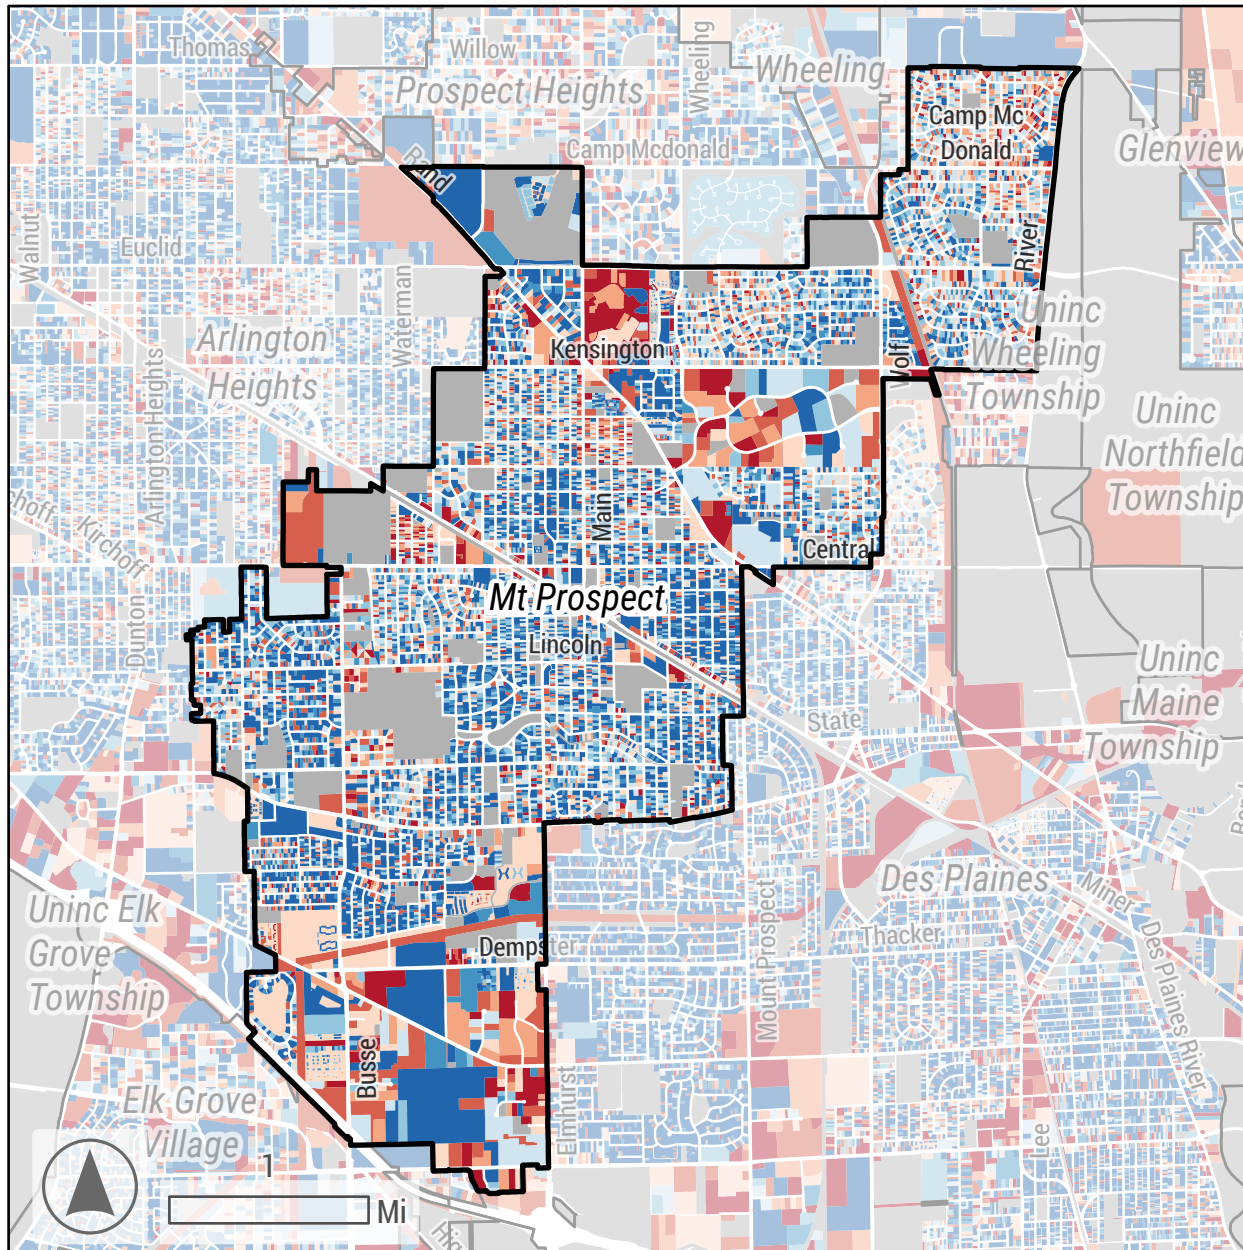 Thomas
Willow
Wheeling
Prospect Heights
Wheeling
Camp Mc
Donald
Camp Mcdonald
Glenview
Rand
Walnut
Euclid
River
Waterman
Uninc
Wheeling
Township
Arlington
Heights
Kensington
Wolf
Arlington Heights
Uninc
Northfield
Township
Kirchoff
Main
Central
Mt Prospect
Dunton
Lincoln
Uninc
Maine
Township
State
Des Plaines
Miner
Uninc Elk
Grove
Township
Mount Prospect
Thacker
Dempster
Des Plaines River
Busse
Elmhurst
Elk Grove
Village
Lee
1
Mi